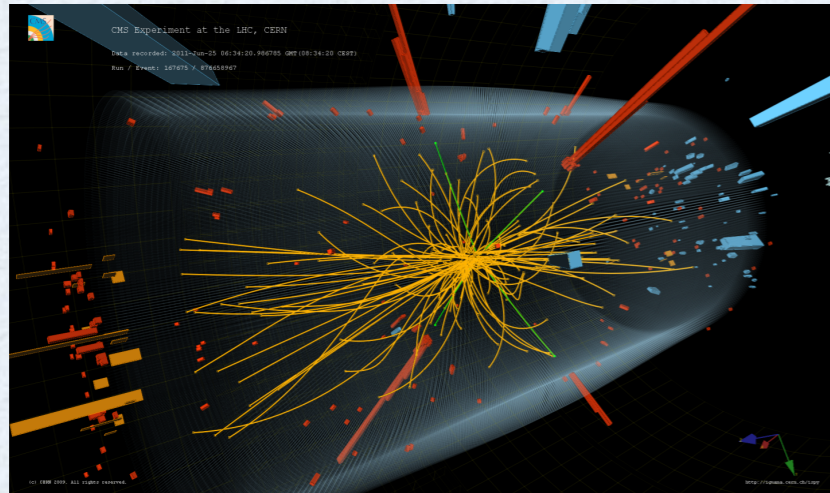 CMS Experiment at the LHC, CERN
Data recorded: 2011-Jun-25 06:34:20.986785 GMT(08:34:20 CEST)
Run / Event: 167675 / 876658967
(c) CERN 2009. All rights reserved.
http://iguana.cern.ch/ispy